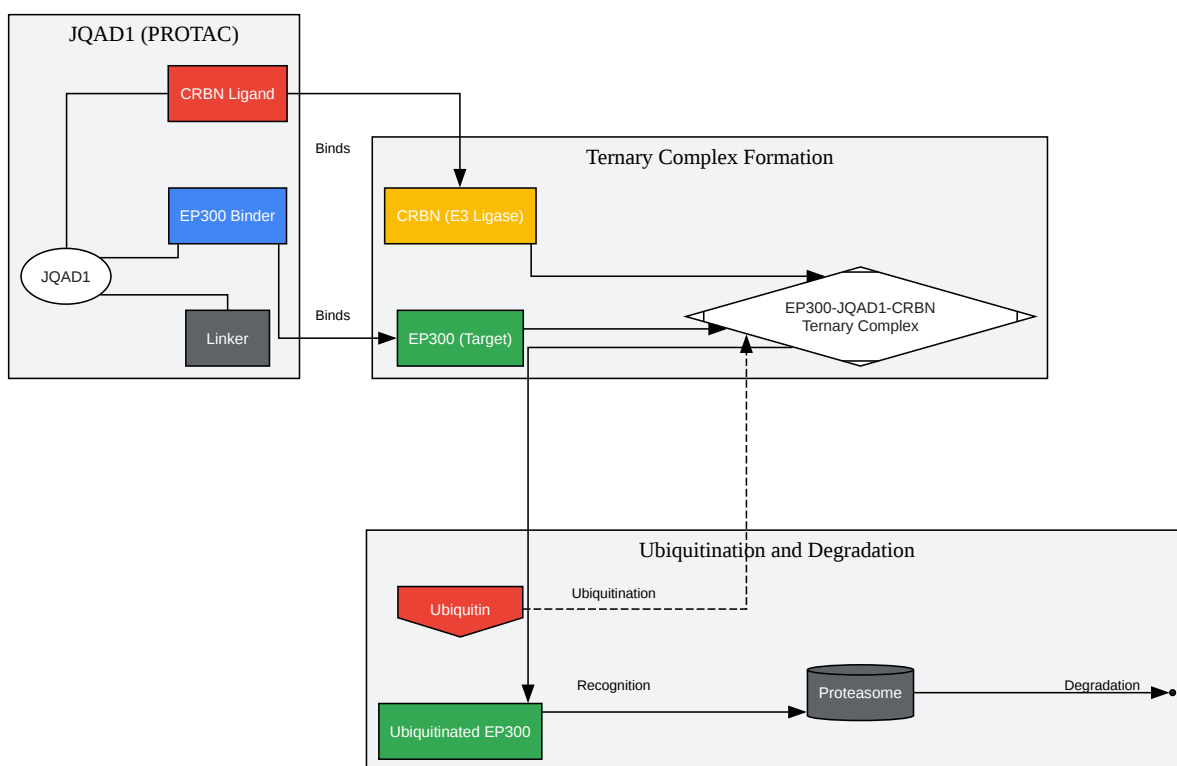 JQAD1 (PROTAC)
CRBN Ligand
EP300 Binder
JQAD1
Linker
Binds
Binds
Ternary Complex Formation
CRBN (E3 Ligase)
EP300 (Target)
EP300-JQAD1-CRBN
Ternary Complex
Ubiquitination and Degradation
Ubiquitin
Ubiquitination
Ubiquitinated EP300
Recognition
Proteasome
Degradation